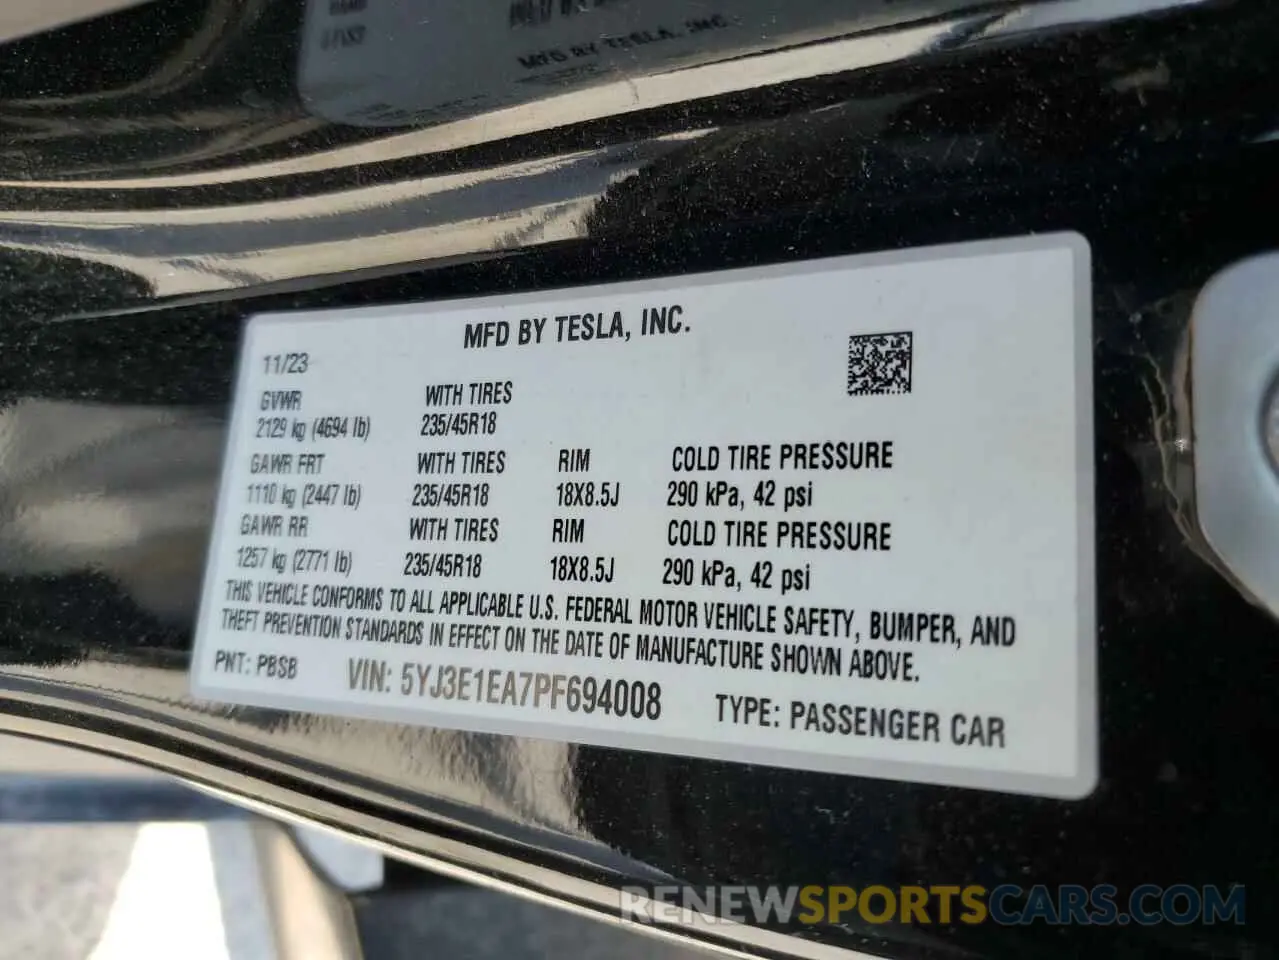 MFD BY TESLA, INC.
MFD BY TESLA, INC.
11/23
GVWR WITH TIRES
2129 kg (4694 lb) 235/45R18
GAWR FRT WITH TIRES RIM COLD TIRE PRESSURE
1110 kg (2447 lb) 235/45R18 18X8.5J 290 kPa, 42 psi
GAWR RR WITH TIRES RIM COLD TIRE PRESSURE
1257 kg (2771 lb) 235/45R18 18X8.5J 290 kPa, 42 psi
THIS VEHICLE CONFORMS TO ALL APPLICABLE U.S. FEDERAL MOTOR VEHICLE SAFETY, BUMPER, AND
THEFT PREVENTION STANDARDS IN EFFECT ON THE DATE OF MANUFACTURE SHOWN ABOVE.
PNT: PBSB VIN: 5YJ3E1EA7PF694008 TYPE: PASSENGER CAR
RENEWSPORTSCARS.COM